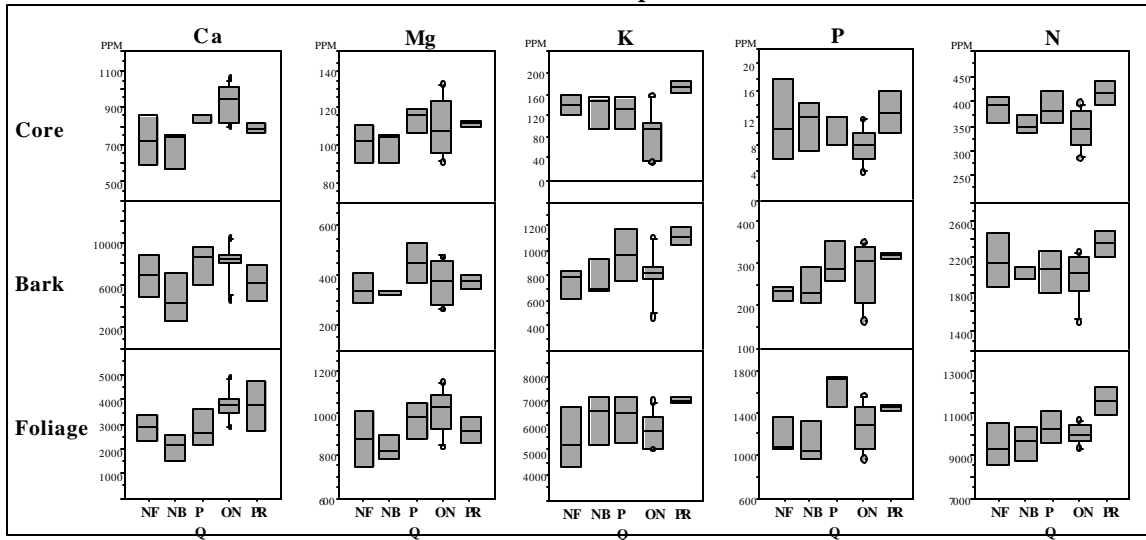 Ca Mg K P N
PPM PPM PPM PPM PPM
Core
1100 900 700
140 120 100 80
200 160 120 80 40 0
20 16 12 8 4 0
450 400 350 300 250
Bark
10000 6000 2000
600 400 200
1200 1000 800 600 400
400 300 200 100
2600 2200 1800 1400
Foliage
5000 4000 3000 2000 1000
1200 1000 800 600
8000 7000 6000 5000 4000
1800 1400 1000 600
13000 11000 9000 7000
NF NB P ON PR NF NB P ON PR NF NB P ON PR NF NB P ON PR NF NB P ON PR
Q Q Q Q Q